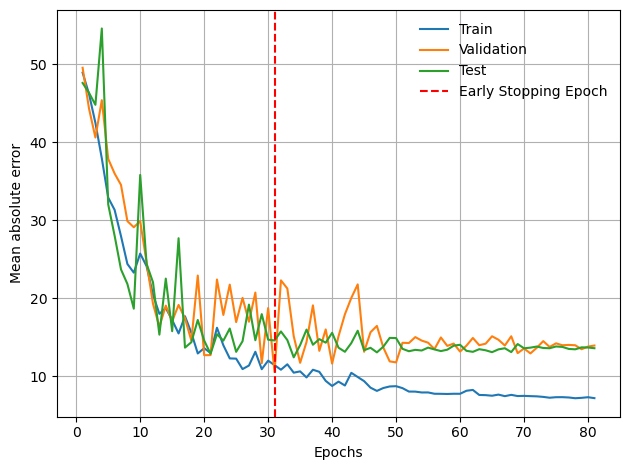 Train
Validation
Test
Early Stopping Epoch
Mean absolute error
50
40
30
20
10
0 10 20 30 40 50 60 70 80
Epochs